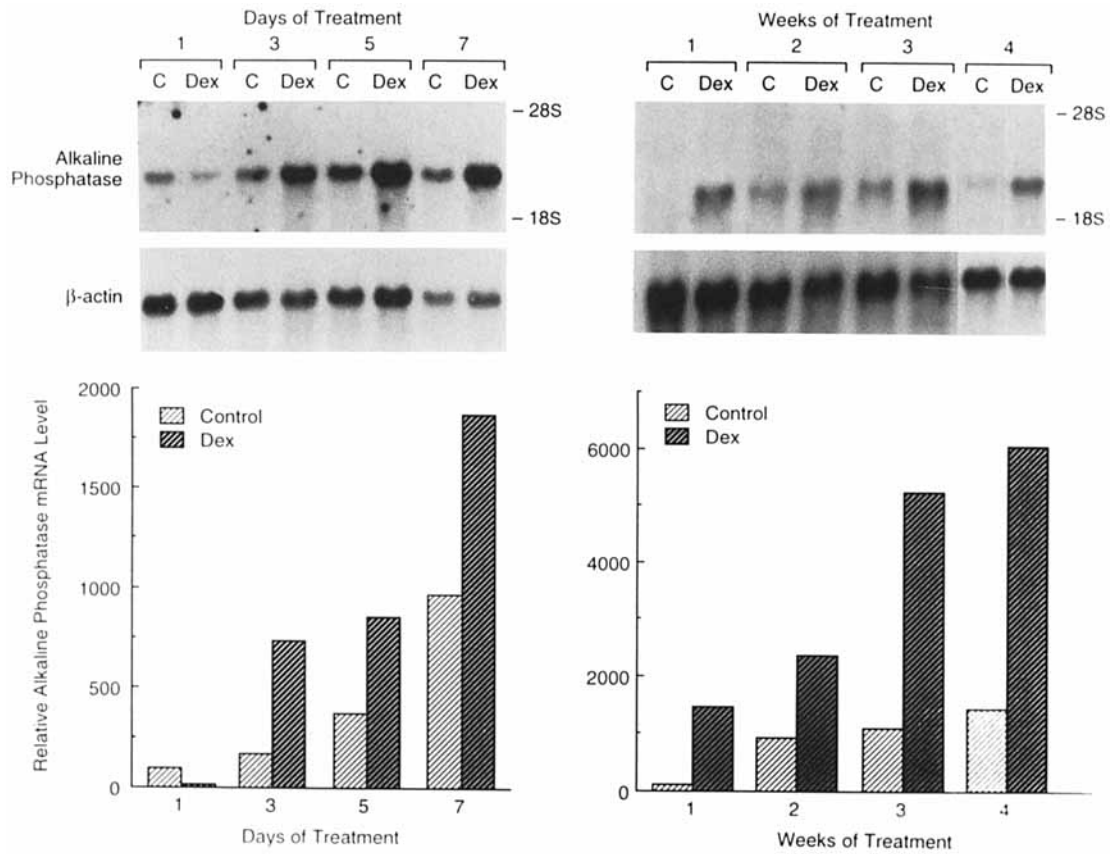 Days of Treatment
1 3 5 7
C Dex C Dex C Dex C Dex
Alkaline
Phosphatase
– 28S
– 18S
β-actin
Weeks of Treatment
1 2 3 4
C Dex C Dex C Dex C Dex
– 28S
– 18S
Relative Alkaline Phosphatase mRNA Level
2000
1500
1000
500
0
Control
Dex
1 3 5 7
Days of Treatment
6000
4000
2000
0
Control
Dex
1 2 3 4
Weeks of Treatment